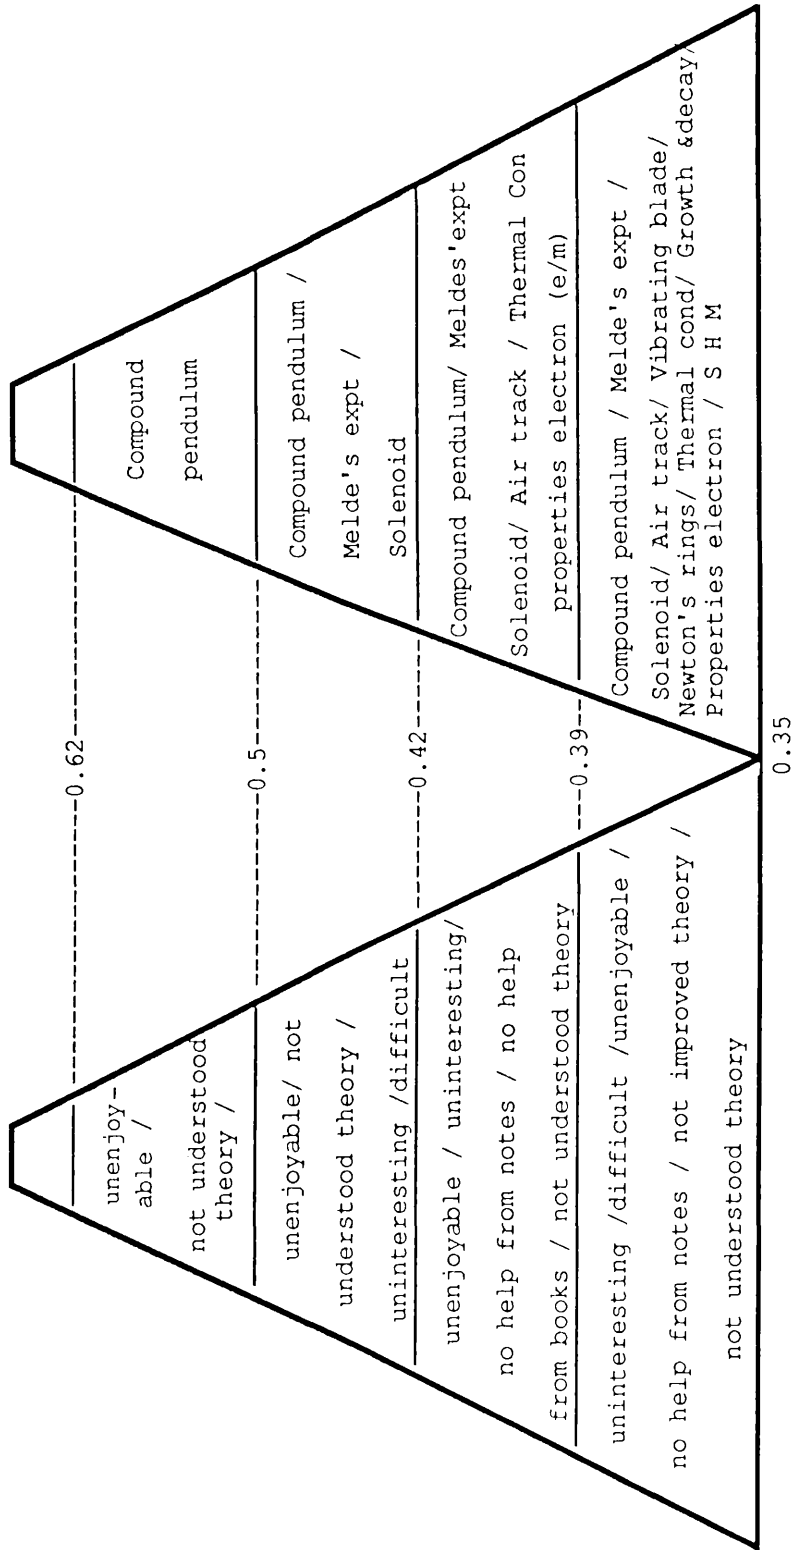 unenjoy-
able /
not understood
theory /
unenjoyable/ not
understood theory /
uninteresting /difficult
unenjoyable / uninteresting/
no help from notes / no help
from books / not understood theory
uninteresting /difficult /unenjoyable /
no help from notes / not improved theory /
not understood theory
0.62
0.5
0.42
0.39
0.35
Compound
pendulum
Compound pendulum /
Melde's expt /
Solenoid
Compound pendulum/ Meldes'expt
Solenoid/ Air track / Thermal Con
properties electron (e/m)
Compound pendulum / Melde's expt /
Solenoid/ Air track/ Vibrating blade/
Newton's rings/ Thermal cond/ Growth &decay/
Properties electron / S H M